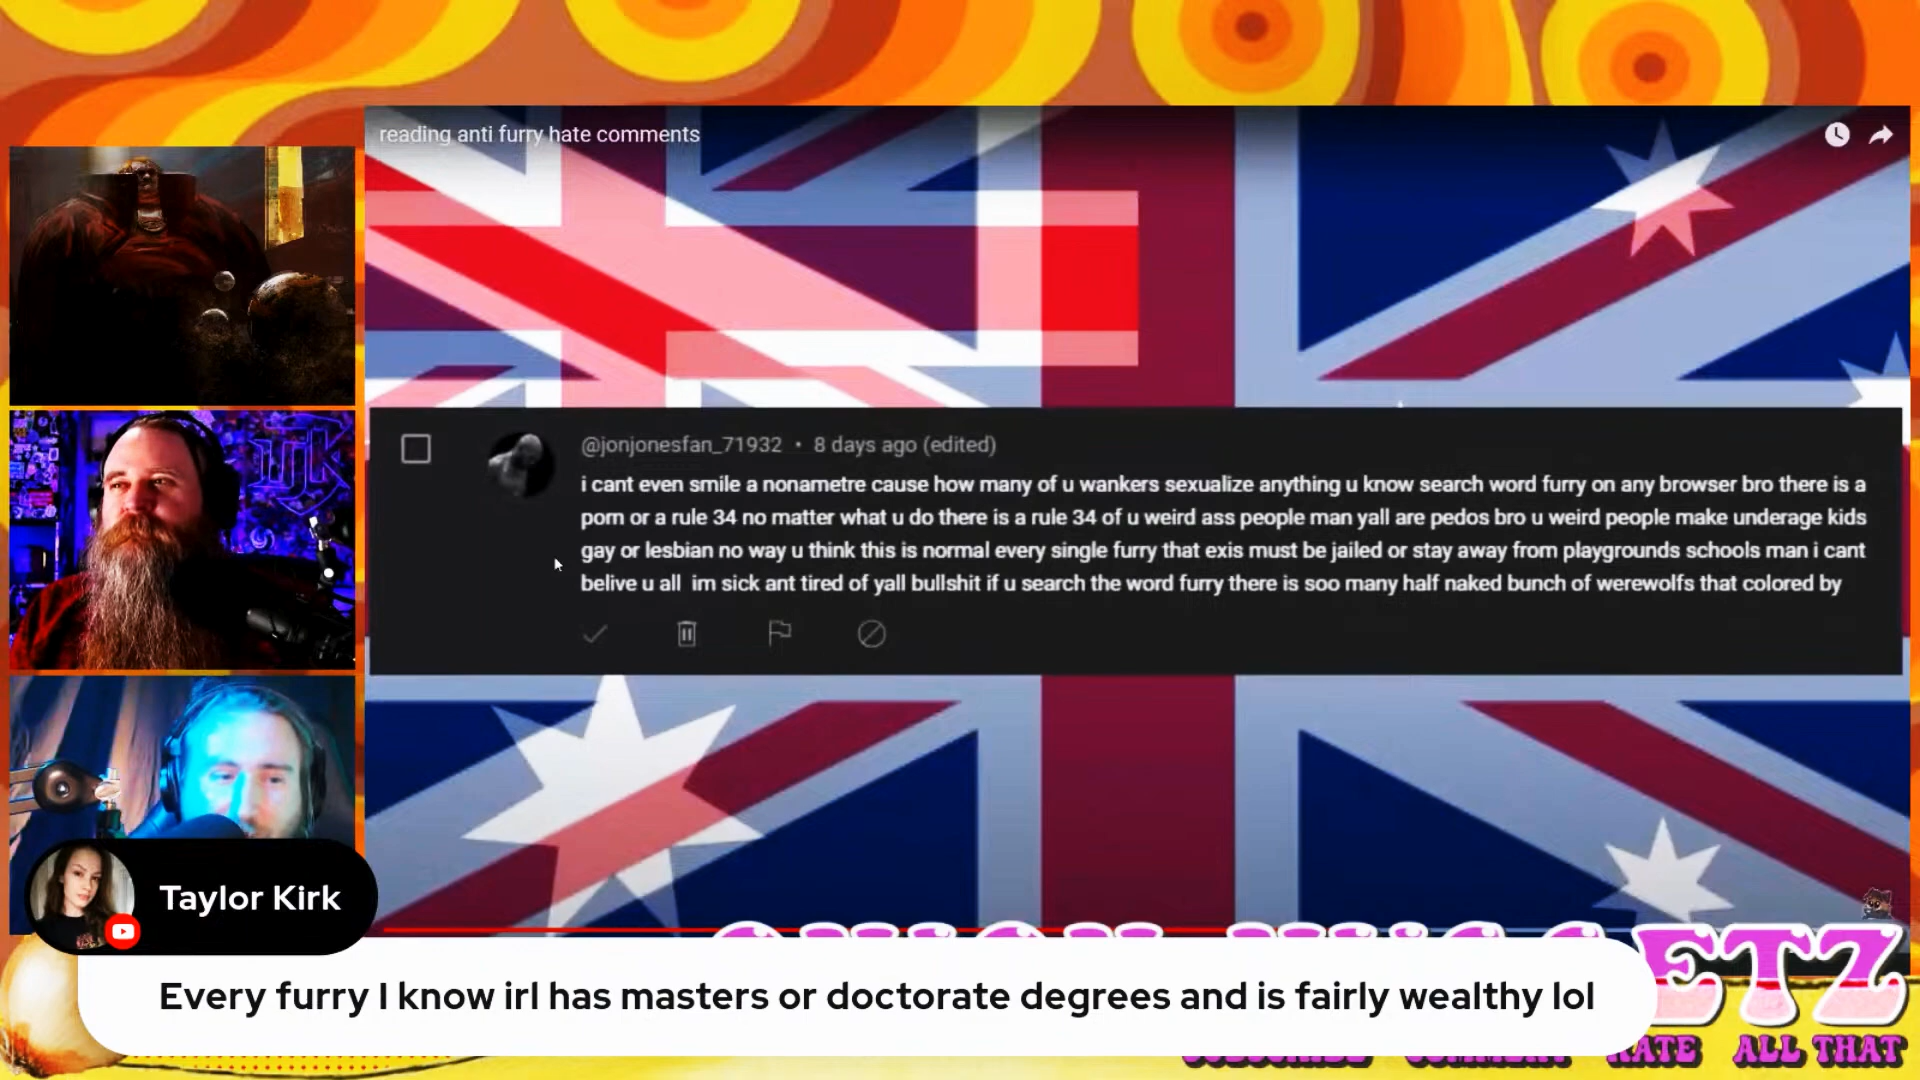 reading anti furry hate comments
@jonjonesfan_71932 • 8 days ago (edited)
i cant even smile a nonametre cause how many of u wankers sexualize anything u know search word furry on any browser bro there is a
porn or a rule 34 no matter what u do there is a rule 34 of u weird ass people man yall are pedos bro u weird people make underage kids
gay or lesbian no way u think this is normal every single furry that exis must be jailed or stay away from playgrounds schools man i cant
belive u all im sick ant tired of yall bullshit if u search the word furry there is soo many half naked bunch of werewolfs that colored by
Taylor Kirk
Every furry I know irl has masters or doctorate degrees and is fairly wealthy lol
ETZ
SUBSCRIBE COMMENT RATE ALL THAT